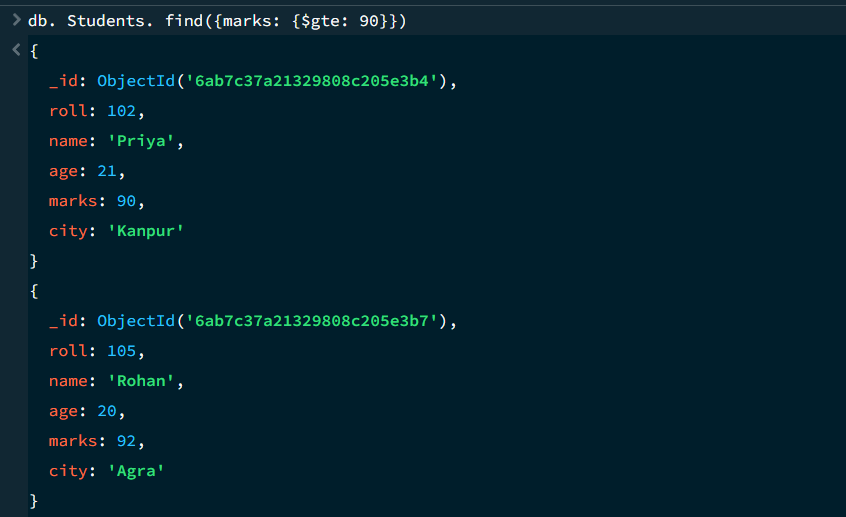 > db. Students. find({marks: {$gte: 90}})
< {
_id: ObjectId('6ab7c37a21329808c205e3b4'),
roll: 102,
name: 'Priya',
age: 21,
marks: 90,
city: 'Kanpur'
}
{
_id: ObjectId('6ab7c37a21329808c205e3b7'),
roll: 105,
name: 'Rohan',
age: 20,
marks: 92,
city: 'Agra'
}